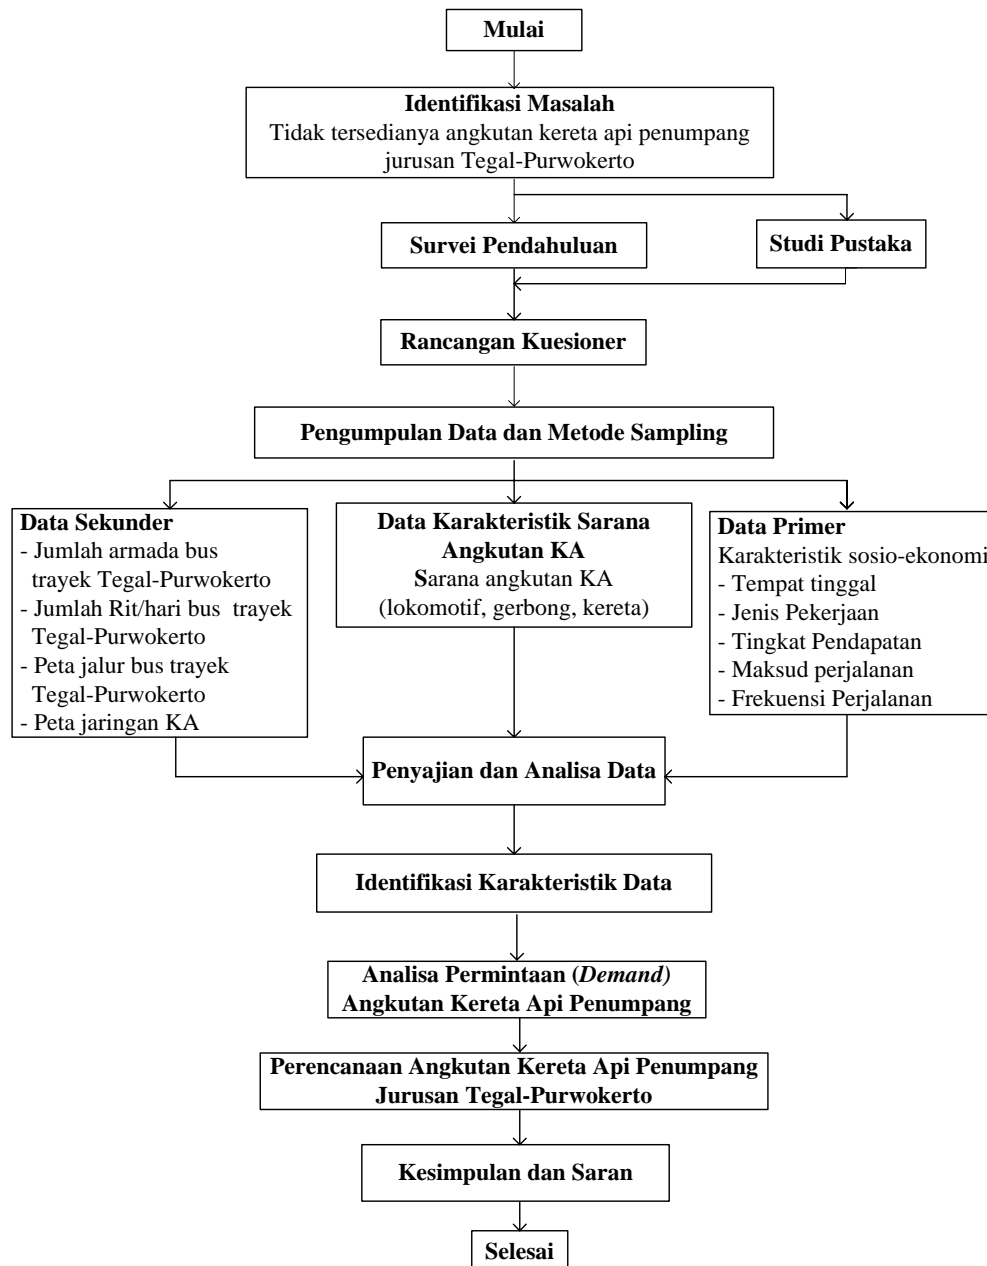 Mulai
Identifikasi Masalah
Tidak tersedianya angkutan kereta api penumpang
jurusan Tegal-Purwokerto
Survei Pendahuluan
Studi Pustaka
Rancangan Kuesioner
Pengumpulan Data dan Metode Sampling
Data Sekunder
- Jumlah armada bus
trayek Tegal-Purwokerto
- Jumlah Rit/hari bus trayek
Tegal-Purwokerto
- Peta jalur bus trayek
Tegal-Purwokerto
- Peta jaringan KA
Data Karakteristik Sarana
Angkutan KA
Sarana angkutan KA
(lokomotif, gerbong, kereta)
Data Primer
Karakteristik sosio-ekonomi
- Tempat tinggal
- Jenis Pekerjaan
- Tingkat Pendapatan
- Maksud perjalanan
- Frekuensi Perjalanan
Penyajian dan Analisa Data
Identifikasi Karakteristik Data
Analisa Permintaan (Demand)
Angkutan Kereta Api Penumpang
Perencanaan Angkutan Kereta Api Penumpang
Jurusan Tegal-Purwokerto
Kesimpulan dan Saran
Selesai